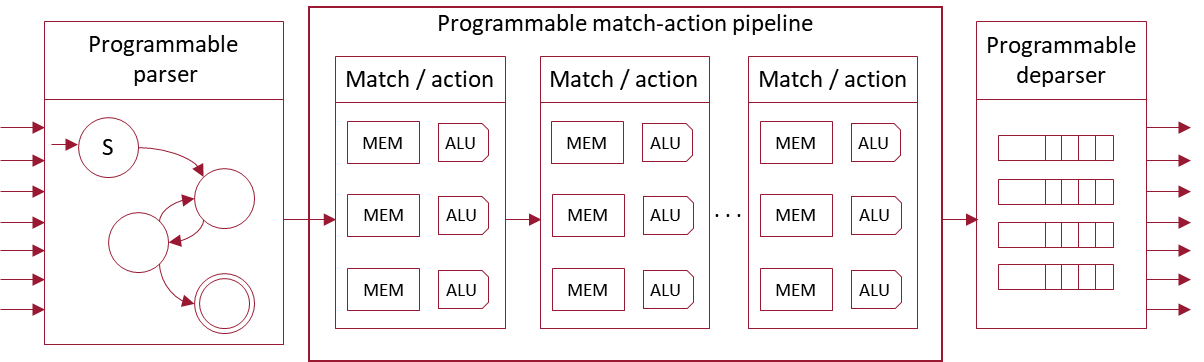 Programmable
parser
S
Programmable match-action pipeline
Match / action
MEM ALU
MEM ALU
MEM ALU
Match / action
MEM ALU
MEM ALU
MEM ALU
. . .
Match / action
MEM ALU
MEM ALU
MEM ALU
Programmable
deparser